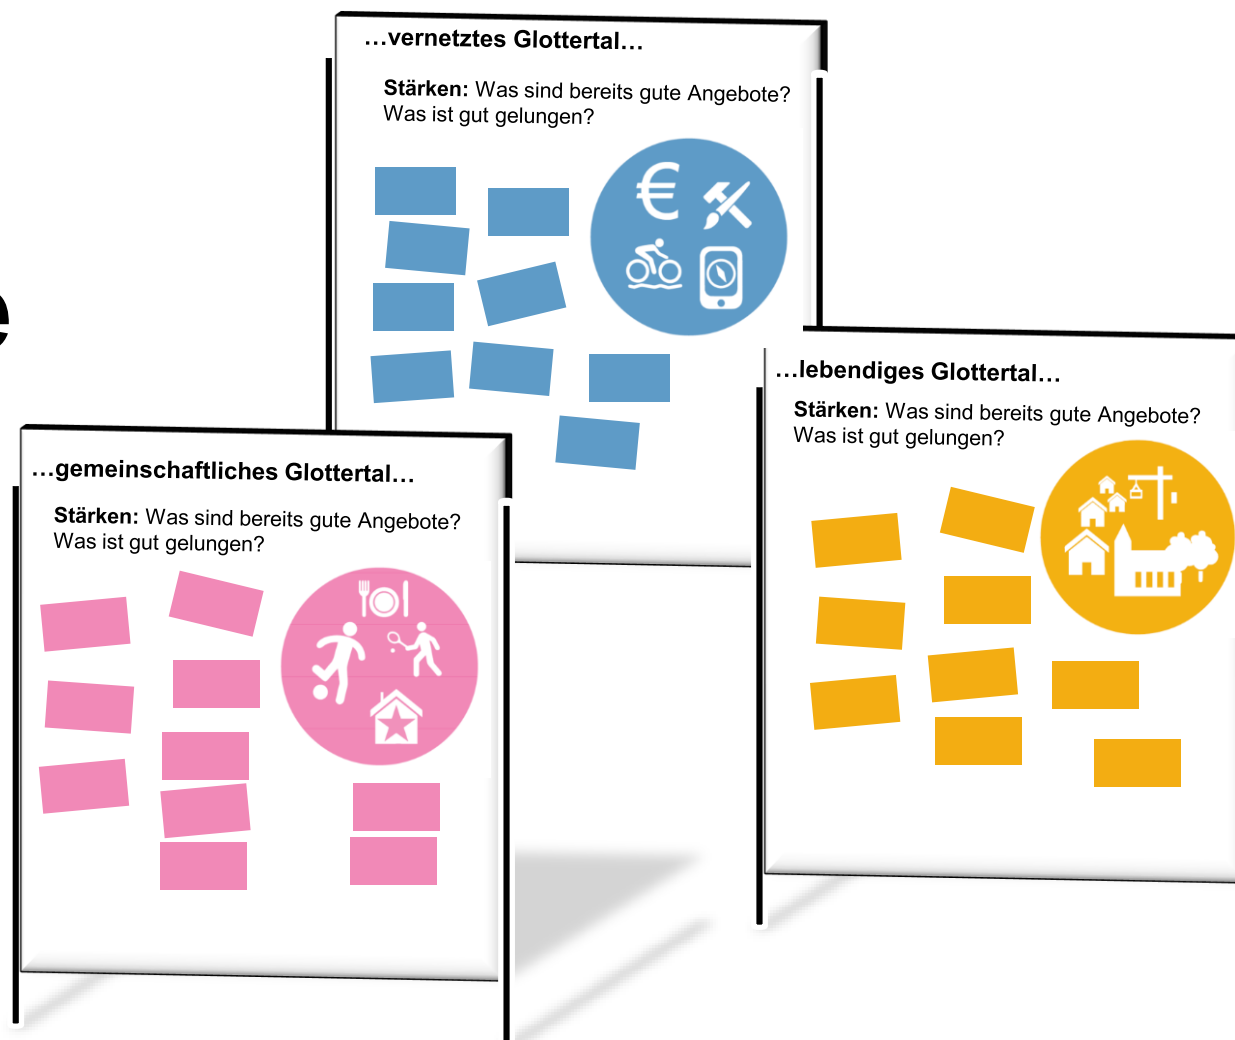 …vernetztes Glottertal…
Stärken: Was sind bereits gute Angebote?
Was ist gut gelungen?
€
e
…lebendiges Glottertal…
Stärken: Was sind bereits gute Angebote?
Was ist gut gelungen?
…gemeinschaftliches Glottertal…
Stärken: Was sind bereits gute Angebote?
Was ist gut gelungen?